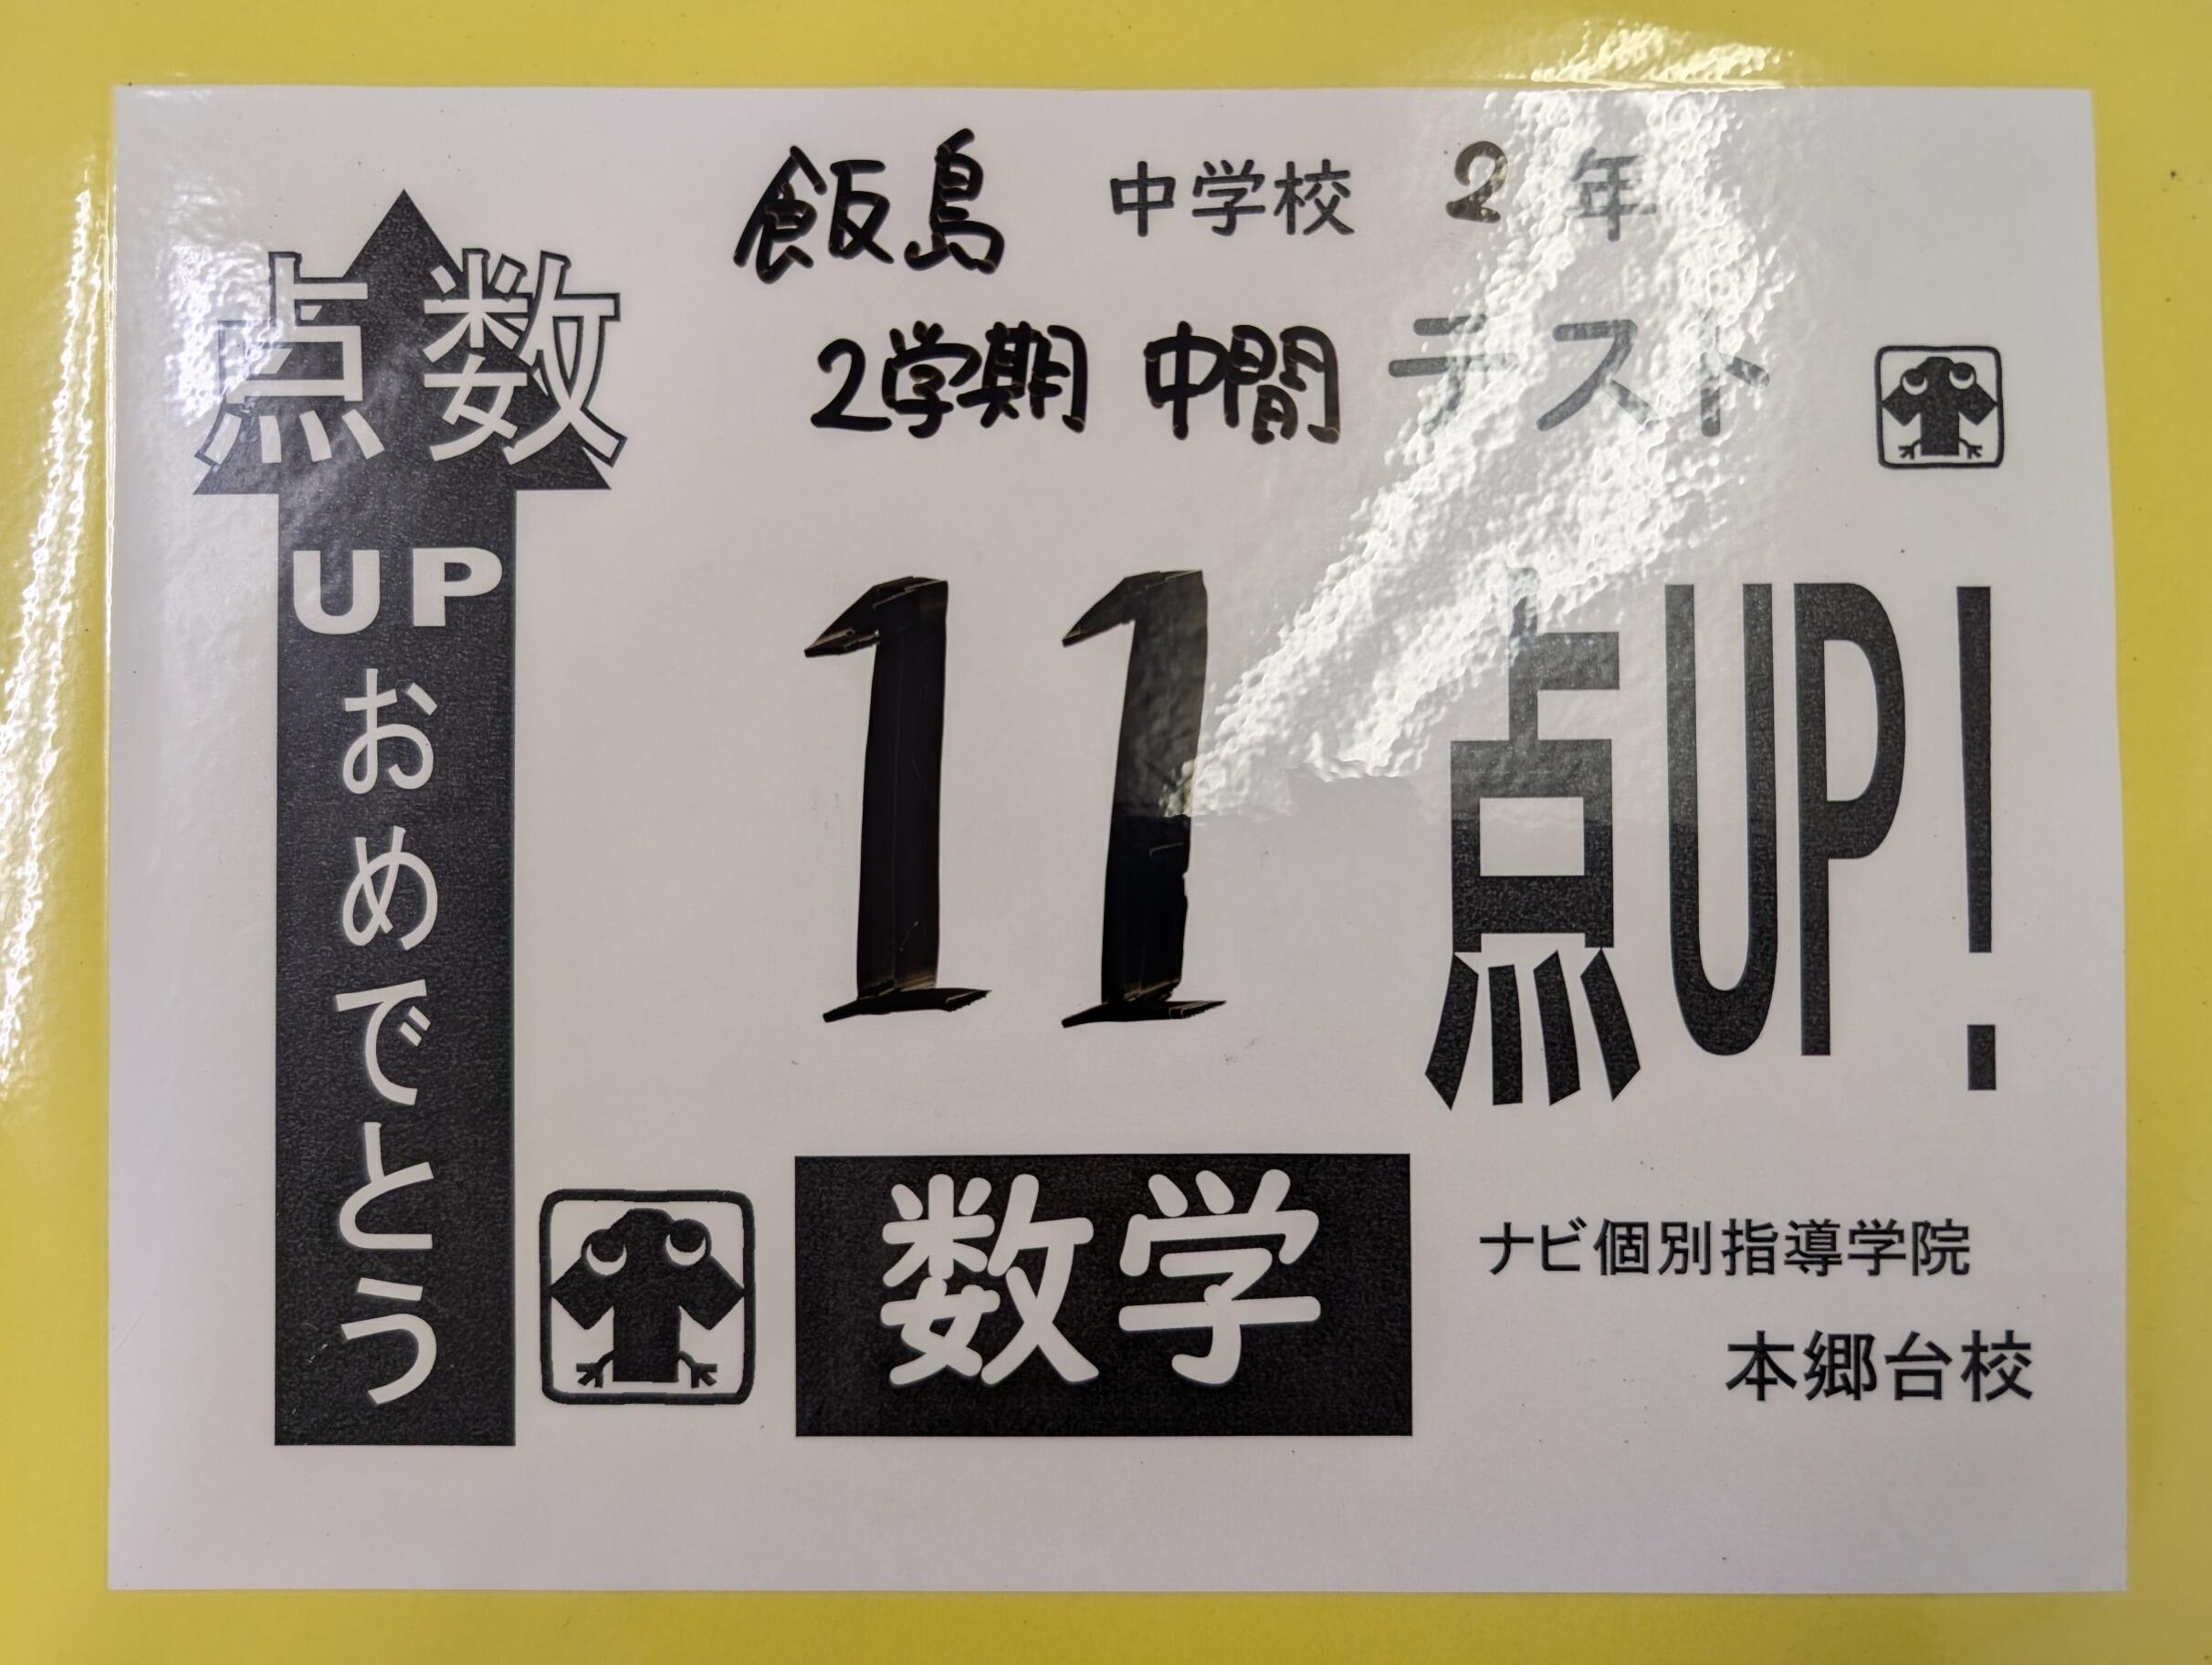 点数
UP
おめでとう
飯島 中学校 2 年
2学期 中間 テスト
11 点UP!
数学
ナビ個別指導学院
本郷台校